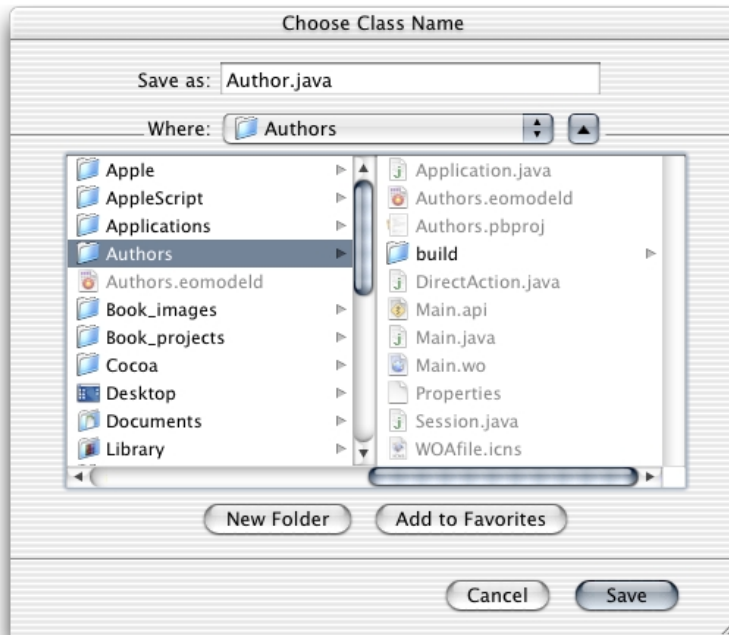 Choose Class Name
Save as: Author.java
Where: Authors
Apple
AppleScript
Applications
Authors
Authors.eomodeld
Book_images
Book_projects
Cocoa
Desktop
Documents
Library
Application.java
Authors.eomodeld
Authors.pbproj
build
DirectAction.java
Main.api
Main.java
Main.wo
Properties
Session.java
WOAfile.icns
New Folder
Add to Favorites
Cancel
Save